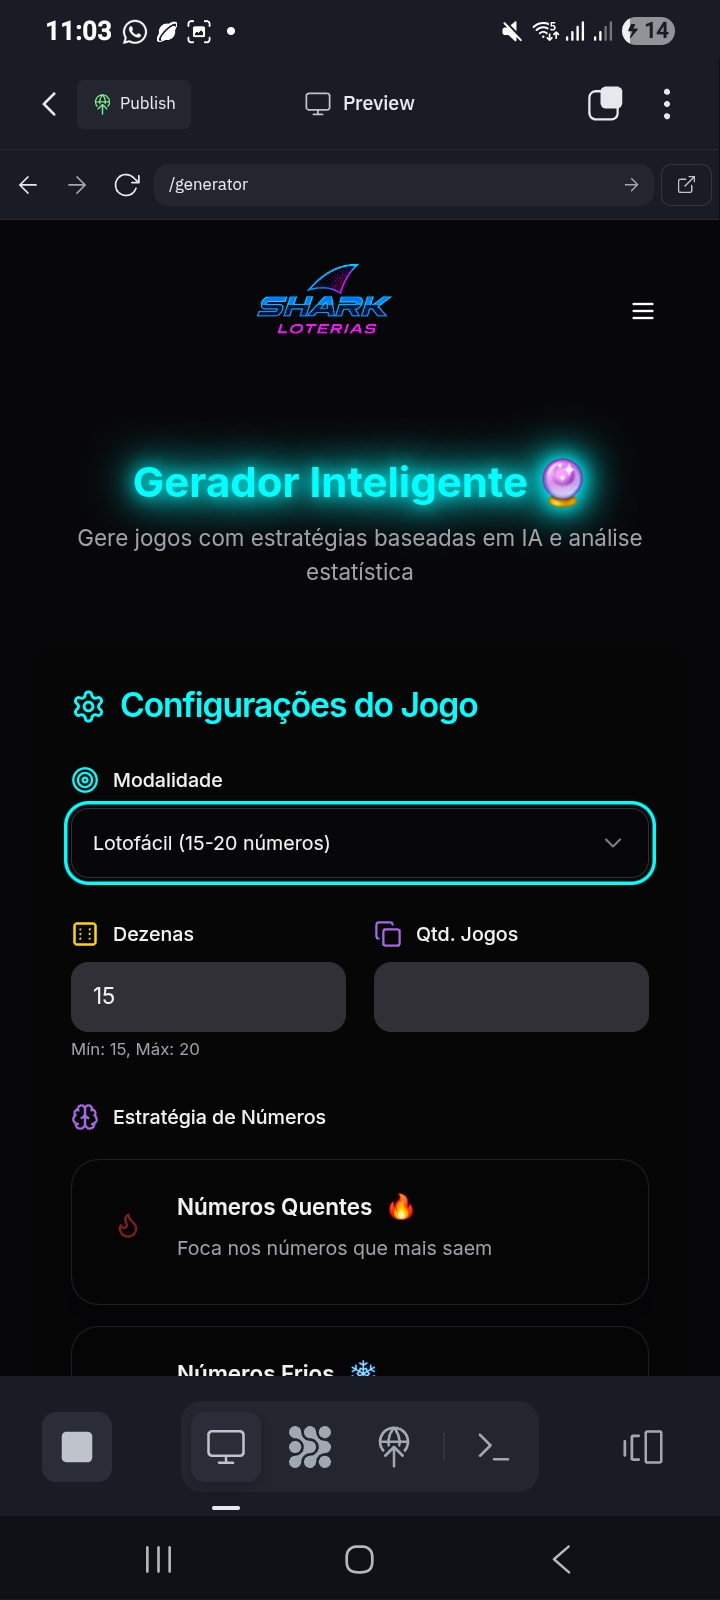 11:03
5
14
Publish
Preview
/generator
SHARK
LOTERIAS
Gerador Inteligente
Gere jogos com estratégias baseadas em IA e análise
estatística
Configurações do Jogo
Modalidade
Lotofácil (15-20 números)
Dezenas
Qtd. Jogos
15
Mín: 15, Máx: 20
Estratégia de Números
Números Quentes 🔥
Foca nos números que mais saem
Números Frios ❄️